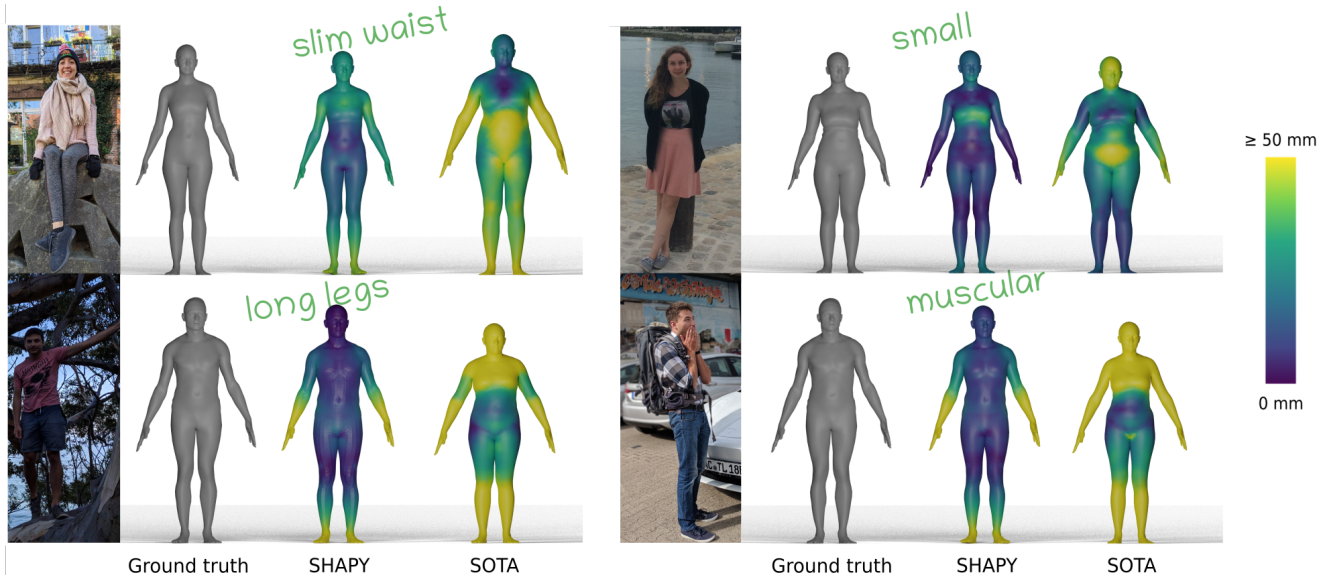 slim waist
small
≥ 50 mm
long legs
muscular
0 mm
Ground truth SHAPY SOTA Ground truth SHAPY SOTA